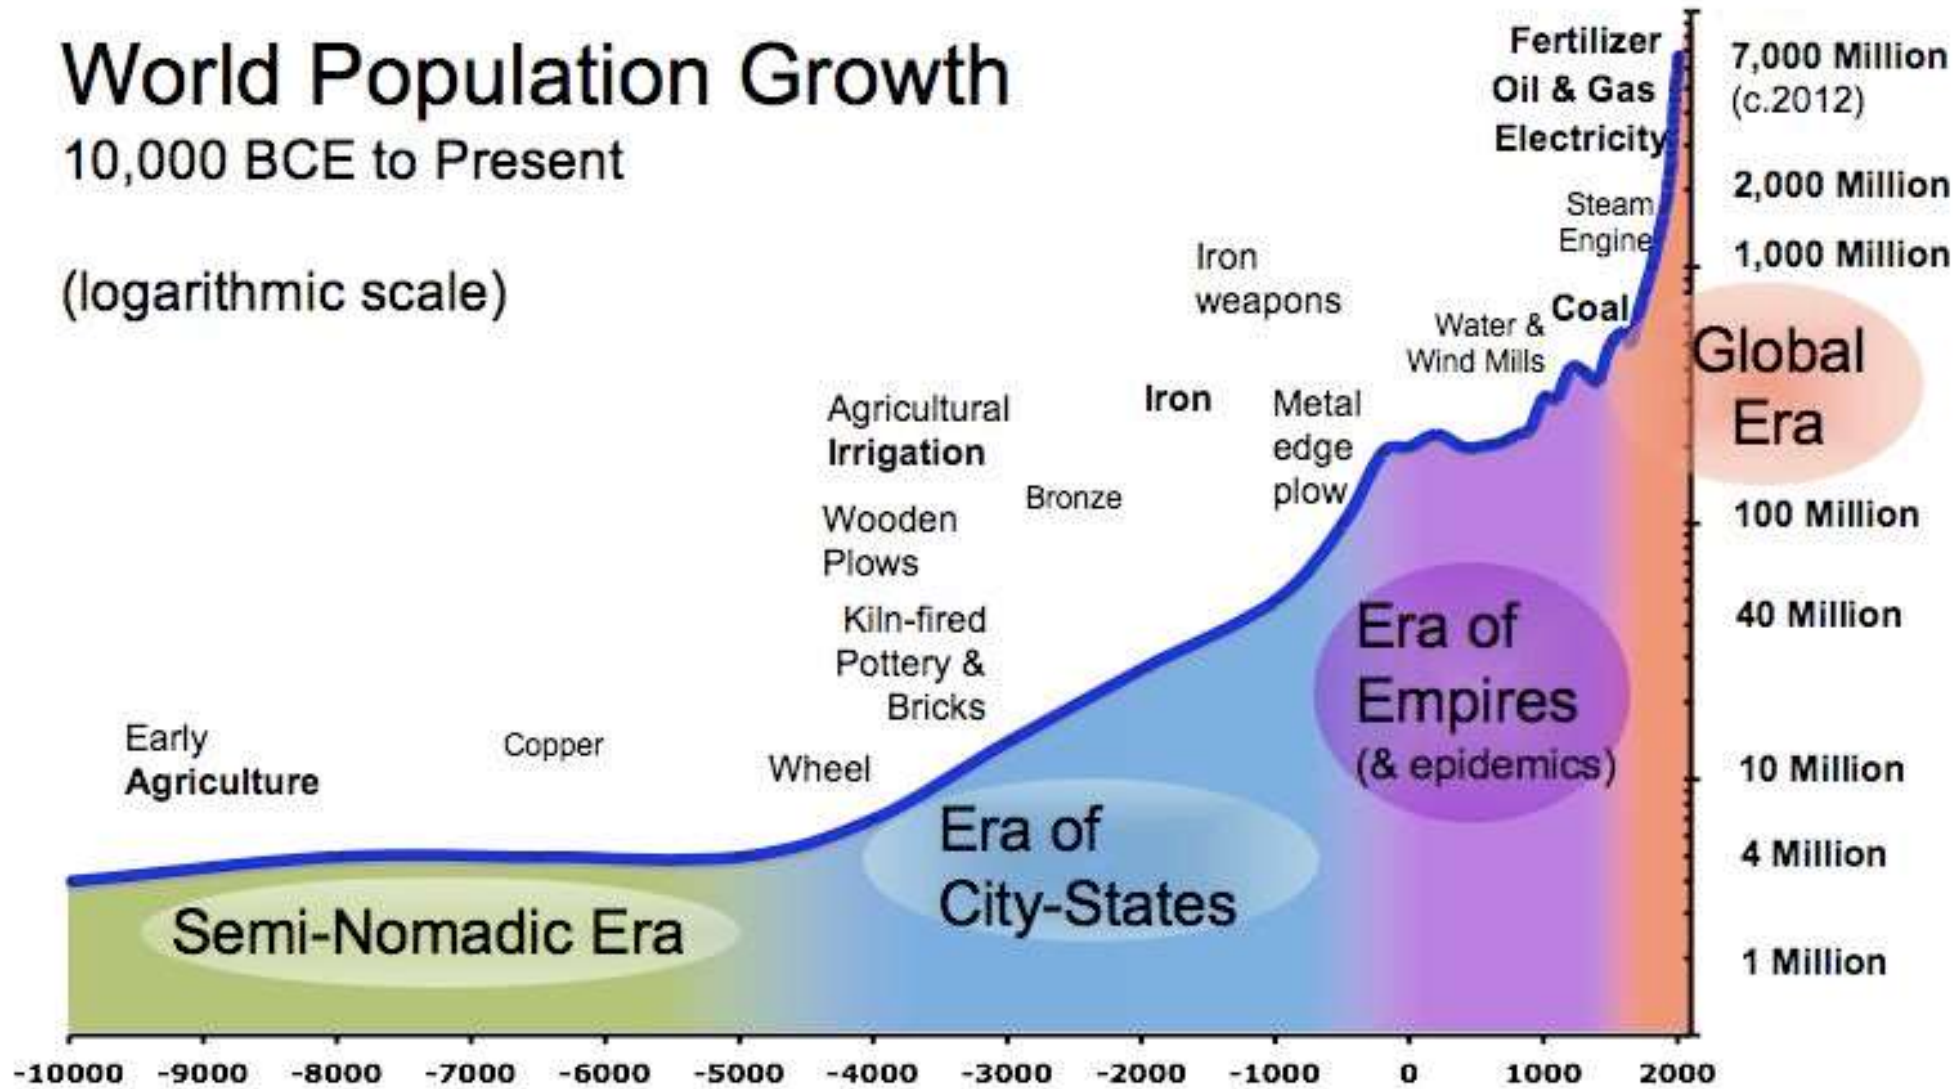 World Population Growth
10,000 BCE to Present
(logarithmic scale)
Fertilizer
Oil & Gas
Electricity
Steam
Engine
Coal
Water &
Wind Mills
Iron
weapons
Iron
Metal
edge
plow
Agricultural
Irrigation
Bronze
Wooden
Plows
Kiln-fired
Pottery &
Bricks
Wheel
Copper
Early
Agriculture
Semi-Nomadic Era
Era of
City-States
Era of
Empires
(& epidemics)
Global
Era
7,000 Million
(c.2012)
2,000 Million
1,000 Million
100 Million
40 Million
10 Million
4 Million
1 Million
-10000 -9000 -8000 -7000 -6000 -5000 -4000 -3000 -2000 -1000 0 1000 2000